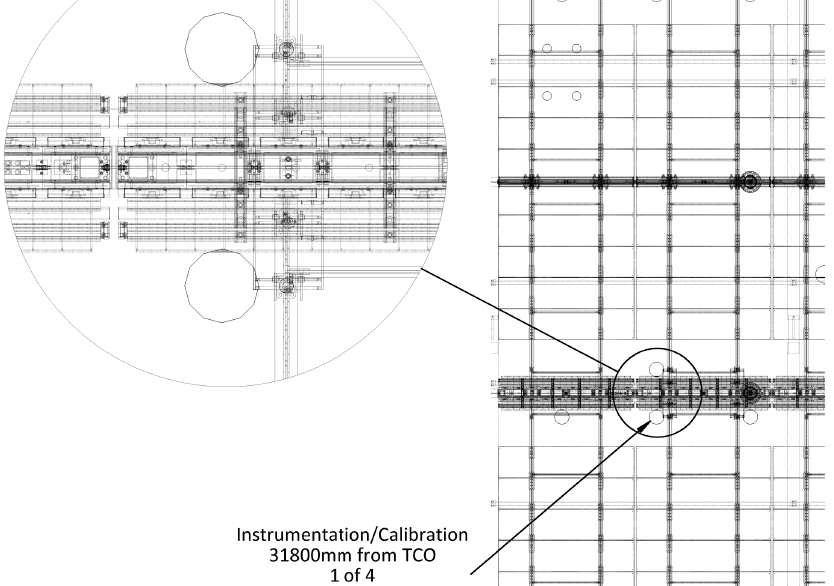 Instrumentation/Calibration
31800mm from TCO
1 of 4